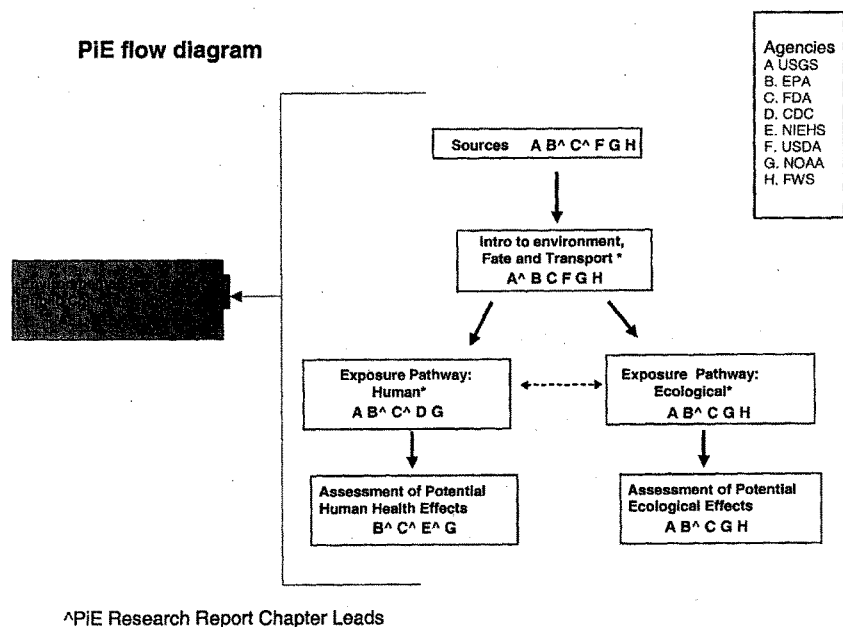 PiE flow diagram
Agencies
A USGS
B. EPA
C. FDA
D. CDC
E. NIEHS
F. USDA
G. NOAA
H. FWS
Sources A B^ C^ F G H
Intro to environment,
Fate and Transport *
A^ B C F G H
Exposure Pathway:
Human*
A B^ C^ D G
Exposure Pathway:
Ecological*
A B^ C G H
Assessment of Potential
Human Health Effects
B^ C^ E^ G
Assessment of Potential
Ecological Effects
A B^ C G H
^PiE Research Report Chapter Leads